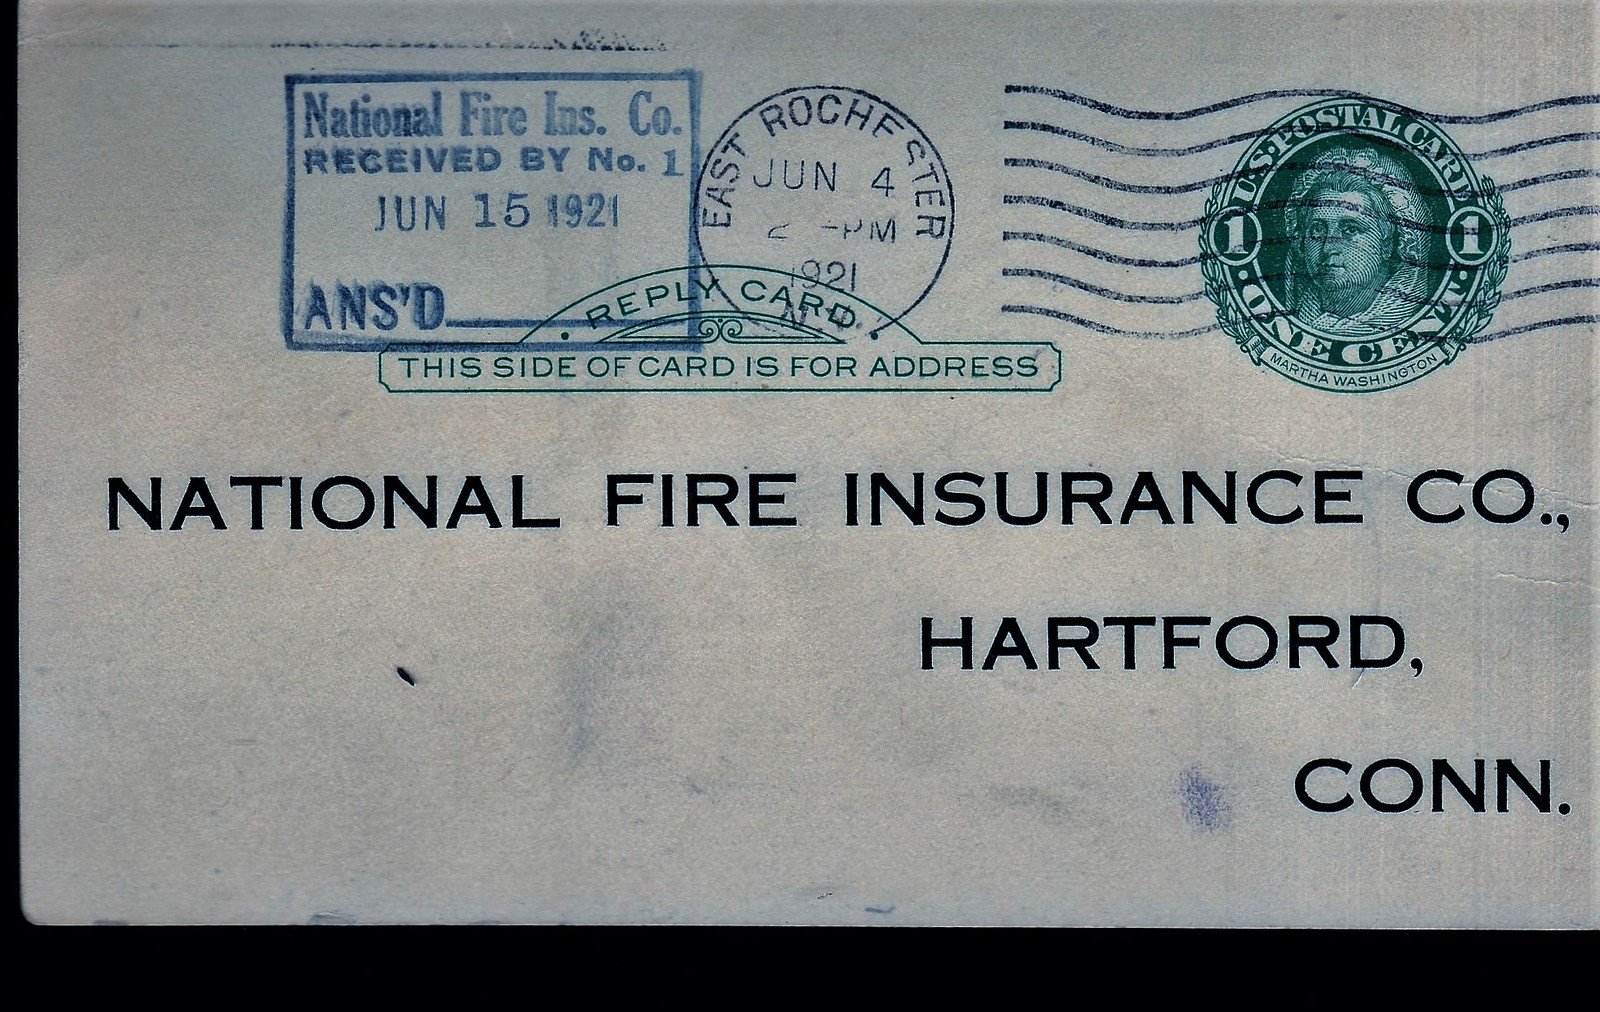 National Fire Ins. Co.
RECEIVED BY No. 1
JUN 15 1921
ANS'D
EAST ROCHESTER
JUN 4
2 -PM
1921
N.Y.
U.S. POSTAL CARD
1 1
ONE CENT
MARTHA WASHINGTON
REPLY CARD
THIS SIDE OF CARD IS FOR ADDRESS
NATIONAL FIRE INSURANCE CO.,
HARTFORD,
CONN.